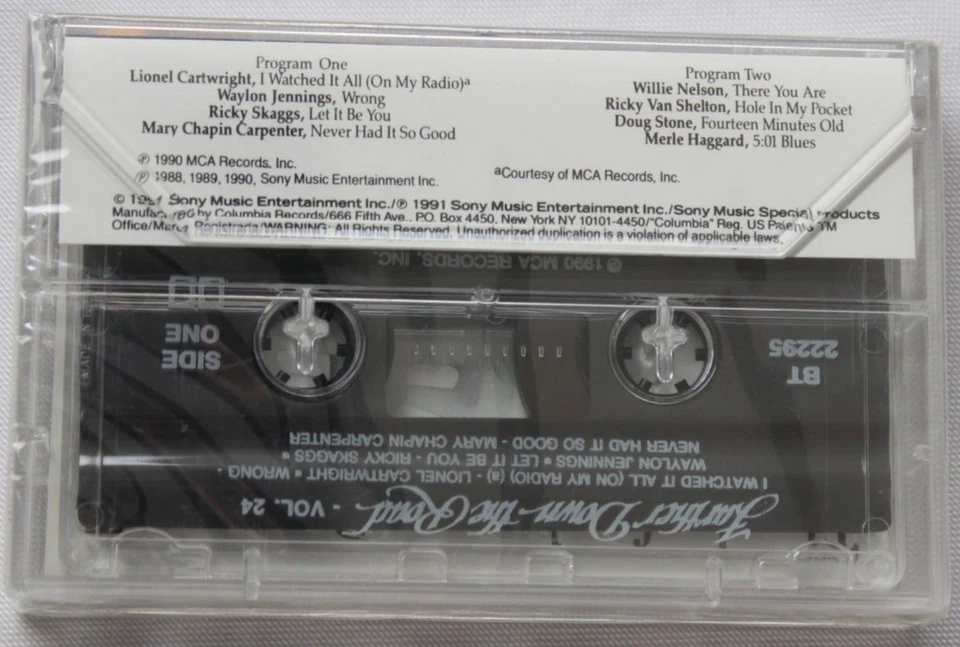 Program One
Lionel Cartwright, I Watched It All (On My Radio)a
Waylon Jennings, Wrong
Ricky Skaggs, Let It Be You
Mary Chapin Carpenter, Never Had It So Good
Program Two
Willie Nelson, There You Are
Ricky Van Shelton, Hole In My Pocket
Doug Stone, Fourteen Minutes Old
Merle Haggard, 5:01 Blues
℗ 1990 MCA Records, Inc.
℗ 1988, 1989, 1990, Sony Music Entertainment Inc.
aCourtesy of MCA Records, Inc.
© 1991 Sony Music Entertainment Inc./℗ 1991 Sony Music Entertainment Inc./Sony Music Special Products
Manufactured by Columbia Records/666 Fifth Ave., P.O. Box 4450, New York NY 10101-4450/"Columbia" Reg. US Pat. & TM
Office/Marca Registrada/WARNING: All Rights Reserved. Unauthorized duplication is a violation of applicable laws.
Farther Down the Road - VOL. 24
I WATCHED IT ALL (ON MY RADIO) (a) - LIONEL CARTWRIGHT • WRONG -
WAYLON JENNINGS • LET IT BE YOU - RICKY SKAGGS •
NEVER HAD IT SO GOOD - MARY CHAPIN CARPENTER
BT
22295
SIDE
ONE
℗ 1990 MCA RECORDS, INC.